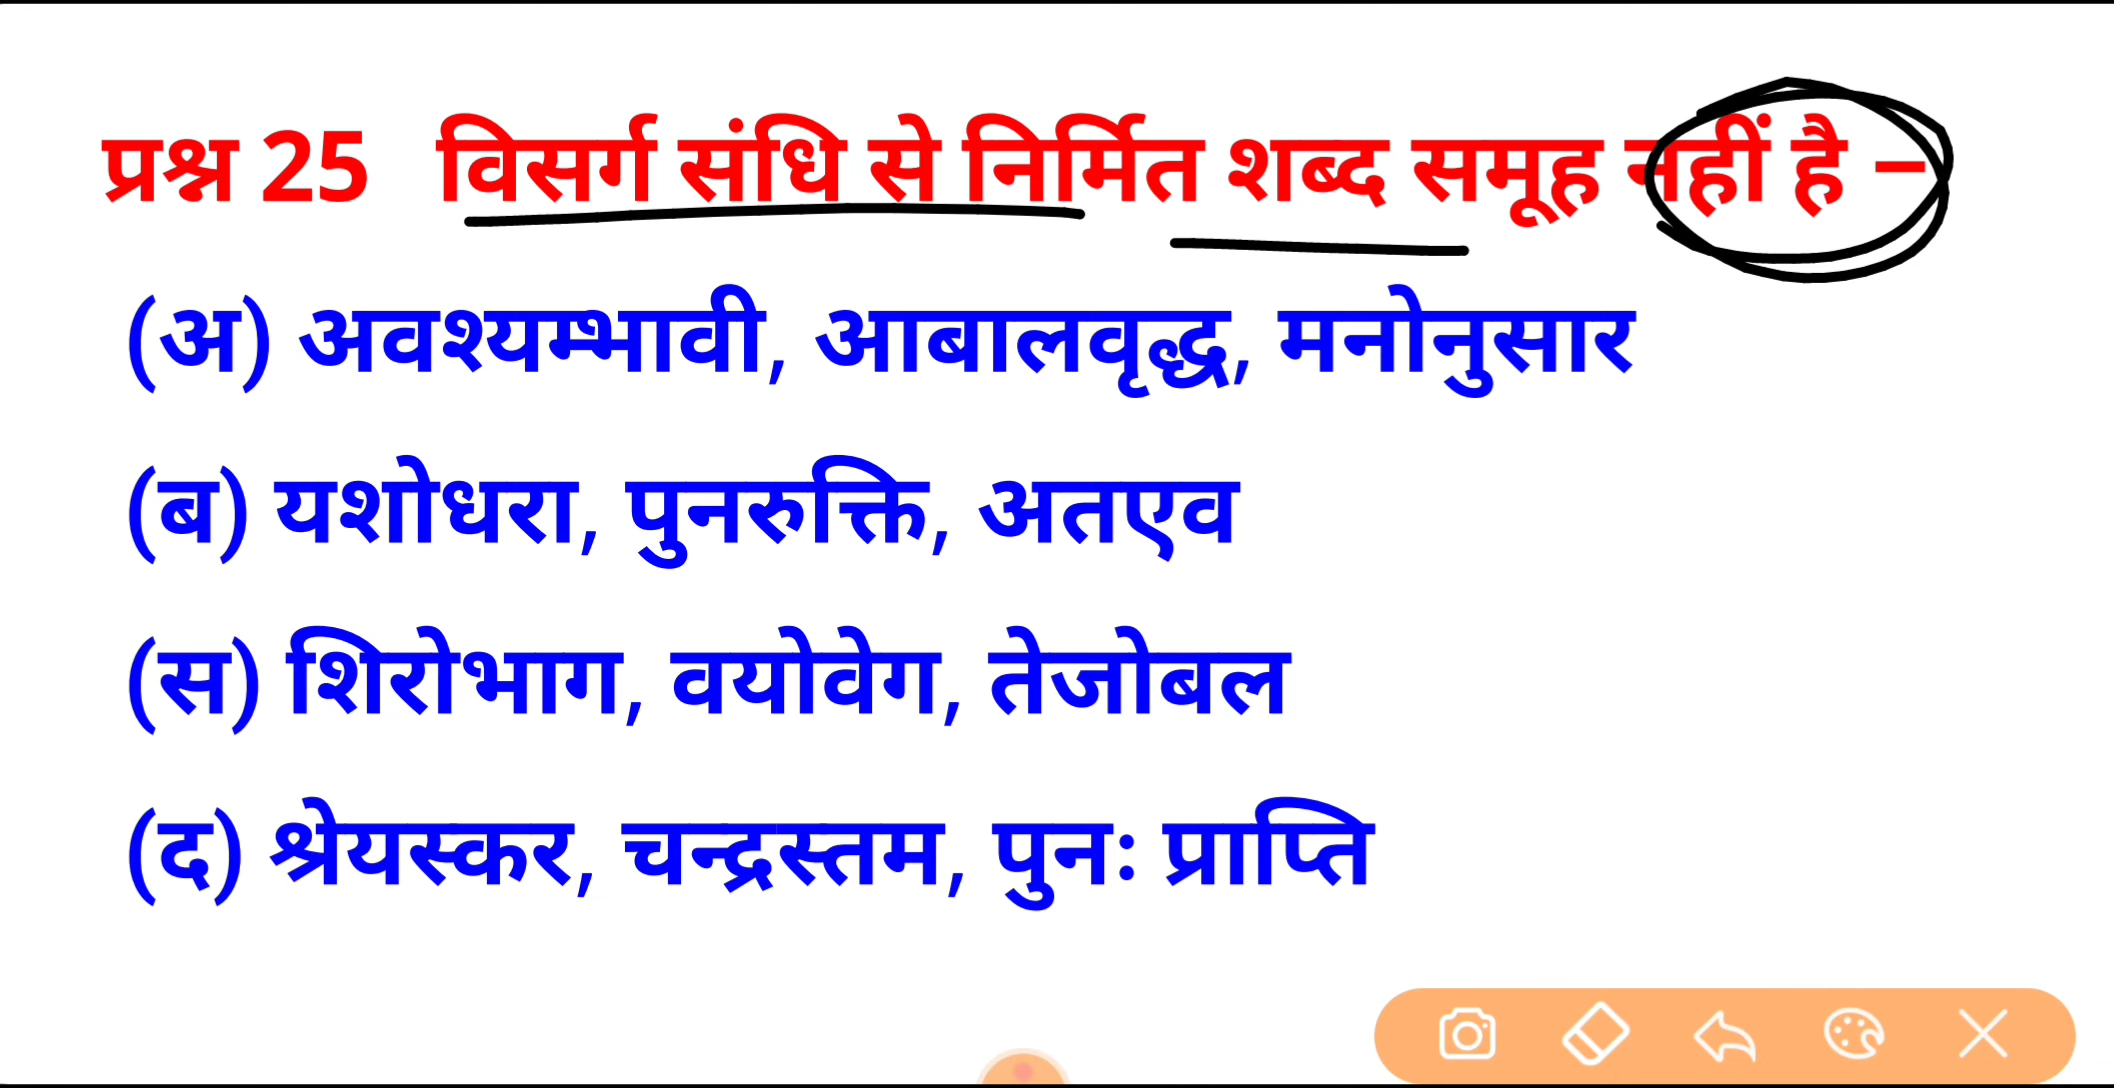 प्रश्न 25 विसर्ग संधि से निर्मित शब्द समूह नहीं है –
(अ) अवश्यम्भावी, आबालवृद्ध, मनोनुसार
(ब) यशोधरा, पुनरुक्ति, अतएव
(स) शिरोभाग, वयोवेग, तेजोबल
(द) श्रेयस्कर, चन्द्रस्तम, पुनः प्राप्ति